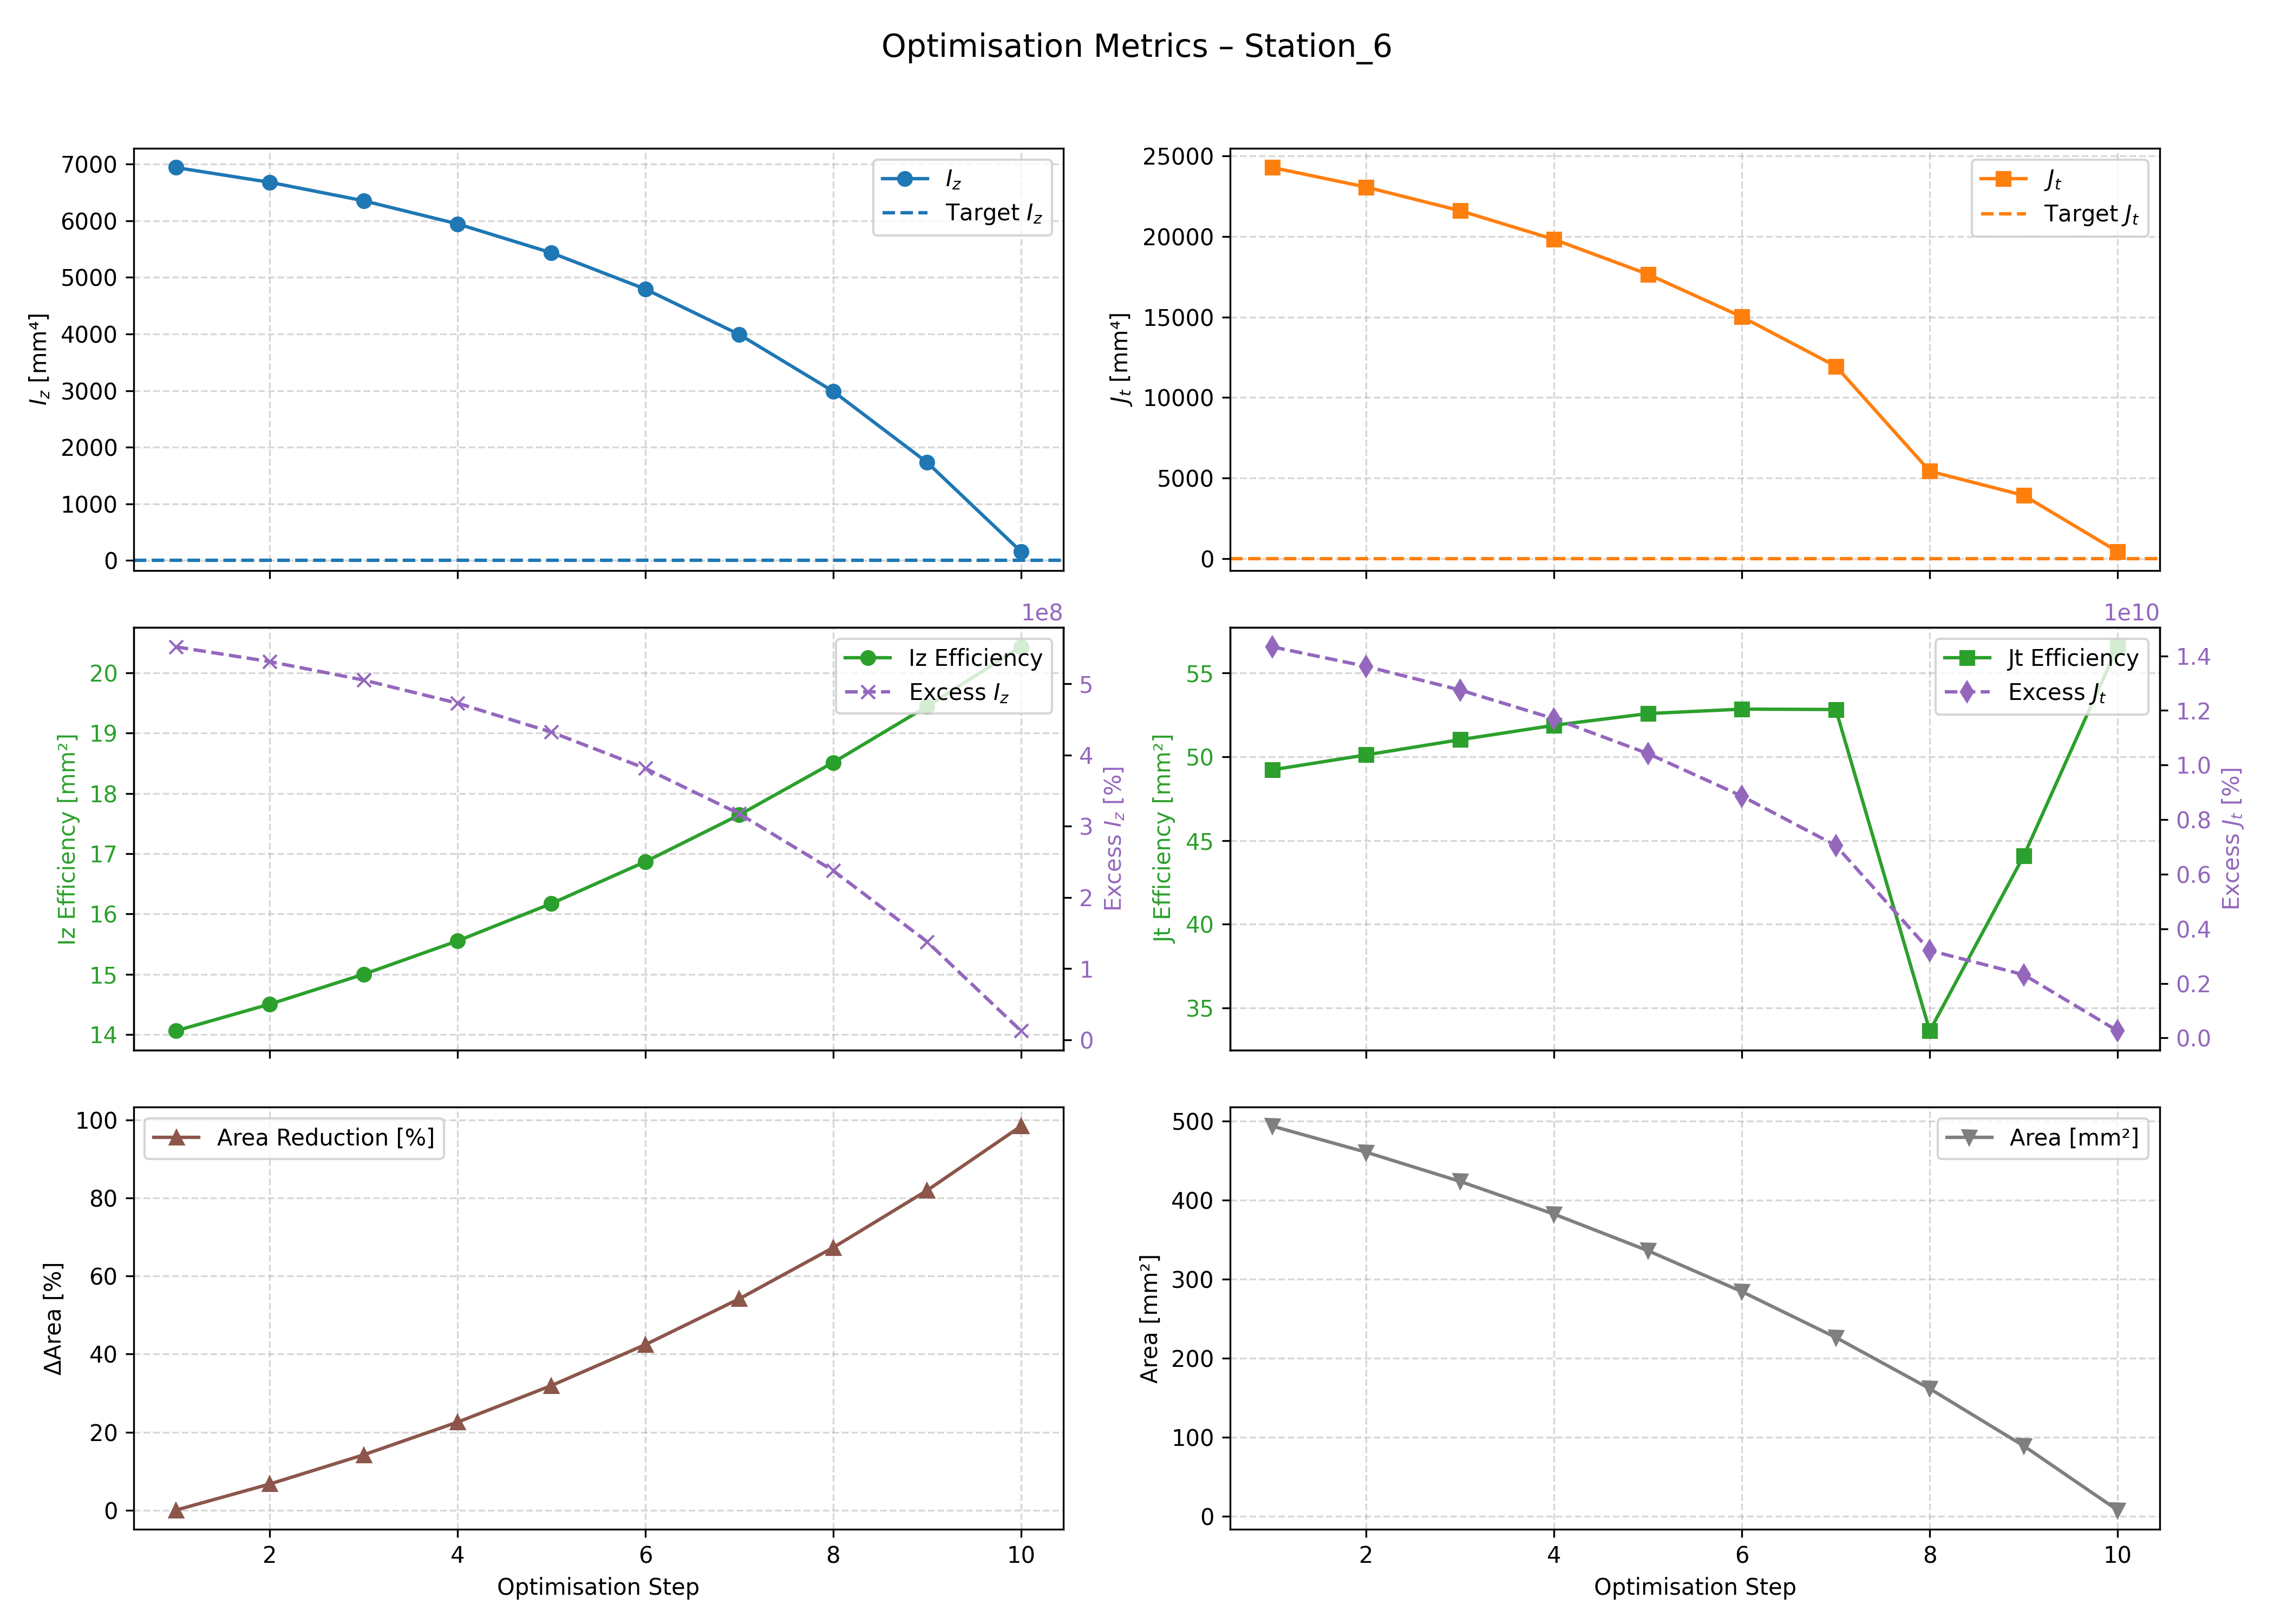 Optimisation Metrics – Station_6
7000
6000
5000
4000
3000
2000
1000
0
I_z [mm⁴]
I_z
Target I_z
25000
20000
15000
10000
5000
0
J_t [mm⁴]
J_t
Target J_t
1e8
20
19
18
17
16
15
14
Iz Efficiency [mm²]
Iz Efficiency
Excess I_z
5
4
3
2
1
0
Excess I_z [%]
1e10
55
50
45
40
35
Jt Efficiency [mm²]
Jt Efficiency
Excess J_t
1.4
1.2
1.0
0.8
0.6
0.4
0.2
0.0
Excess J_t [%]
100
80
60
40
20
0
ΔArea [%]
Area Reduction [%]
2 4 6 8 10
Optimisation Step
500
400
300
200
100
0
Area [mm²]
Area [mm²]
2 4 6 8 10
Optimisation Step